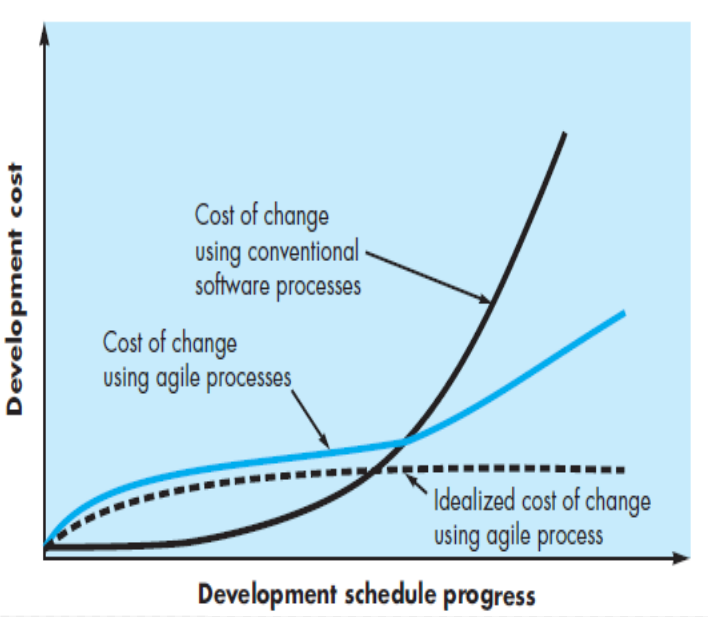 Development cost
Cost of change
using conventional
software processes
Cost of change
using agile processes
Idealized cost of change
using agile process
Development schedule progress